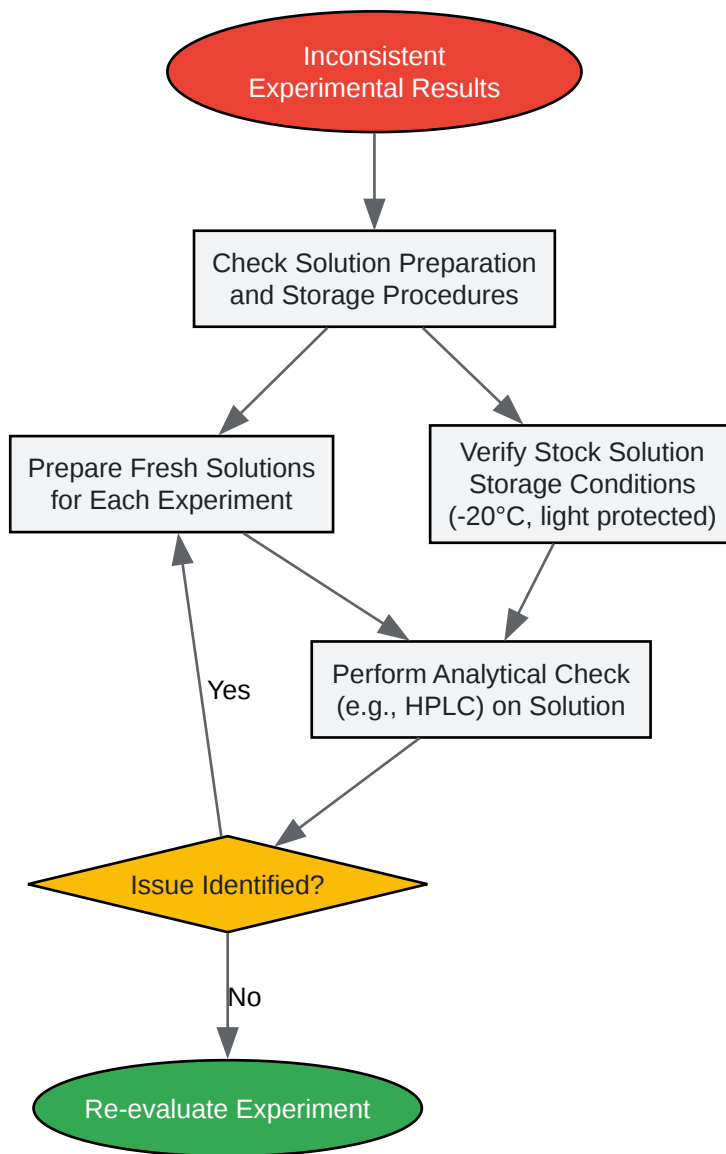 Inconsistent
Experimental Results
Check Solution Preparation
and Storage Procedures
Prepare Fresh Solutions
for Each Experiment
Verify Stock Solution
Storage Conditions
(-20°C, light protected)
Perform Analytical Check
(e.g., HPLC) on Solution
Yes
Issue Identified?
No
Re-evaluate Experiment